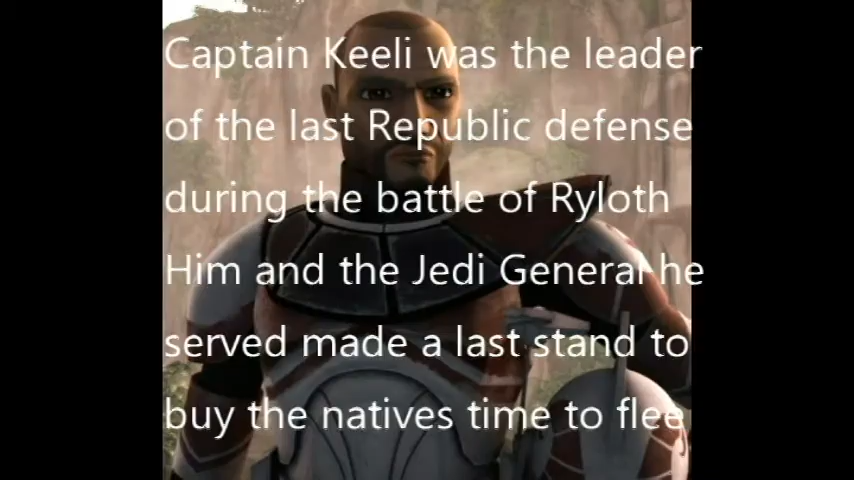 Captain Keeli was the leader
of the last Republic defense
during the battle of Ryloth
Him and the Jedi General he
served made a last stand to
buy the natives time to flee